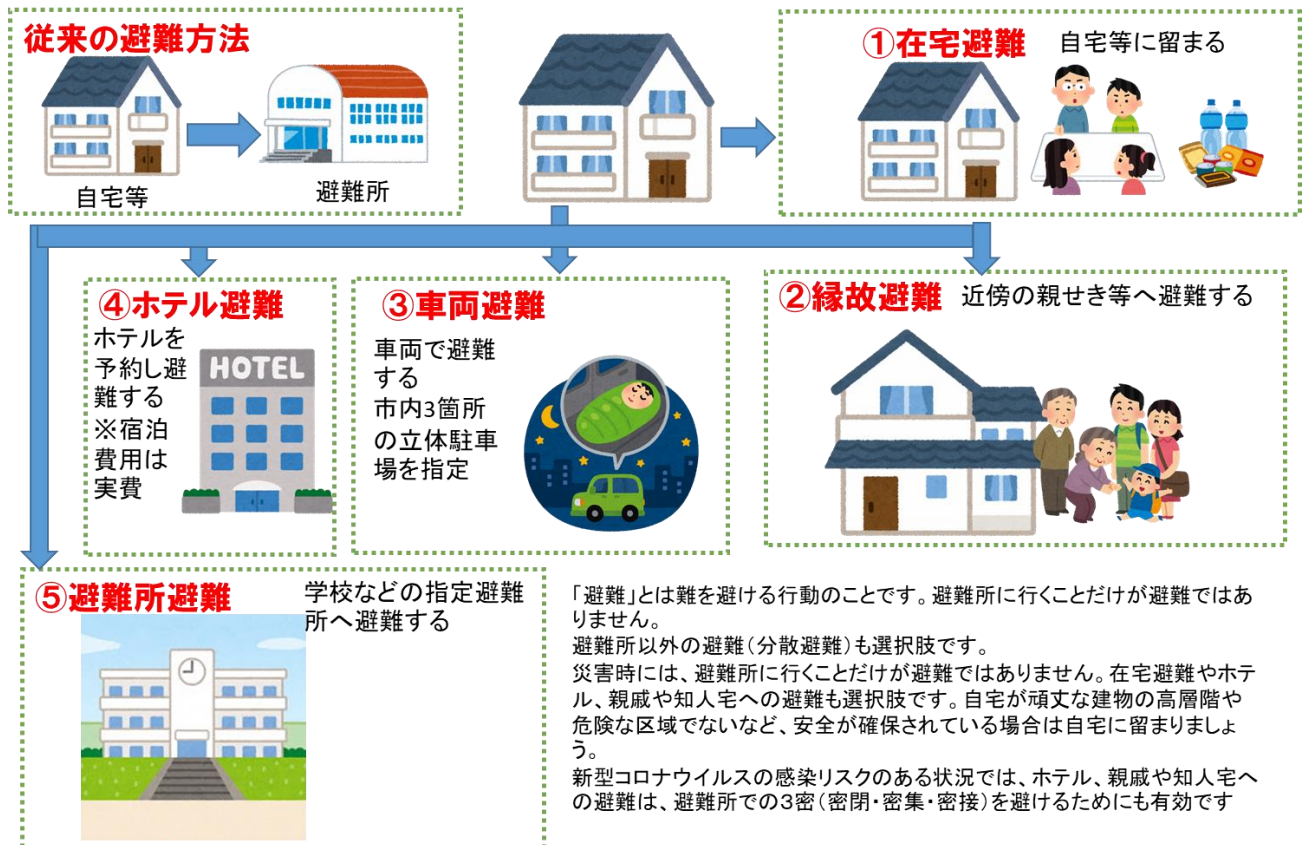 従来の避難方法
自宅等
避難所
①在宅避難 自宅等に留まる
②縁故避難 近傍の親せき等へ避難する
③車両避難
車両で避難
する
市内3箇所
の立体駐車
場を指定
④ホテル避難
ホテルを
予約し避
難する
※宿泊
費用は
実費
HOTEL
⑤避難所避難
学校などの指定避難
所へ避難する
「避難」とは難を避ける行動のことです。避難所に行くことだけが避難ではあ
りません。
避難所以外の避難(分散避難)も選択肢です。
災害時には、避難所に行くことだけが避難ではありません。在宅避難やホテ
ル、親戚や知人宅への避難も選択肢です。自宅が頑丈な建物の高層階や
危険な区域でないなど、安全が確保されている場合は自宅に留まりましょ
う。
新型コロナウイルスの感染リスクのある状況では、ホテル、親戚や知人宅へ
の避難は、避難所での3密(密閉・密集・密接)を避けるためにも有効です